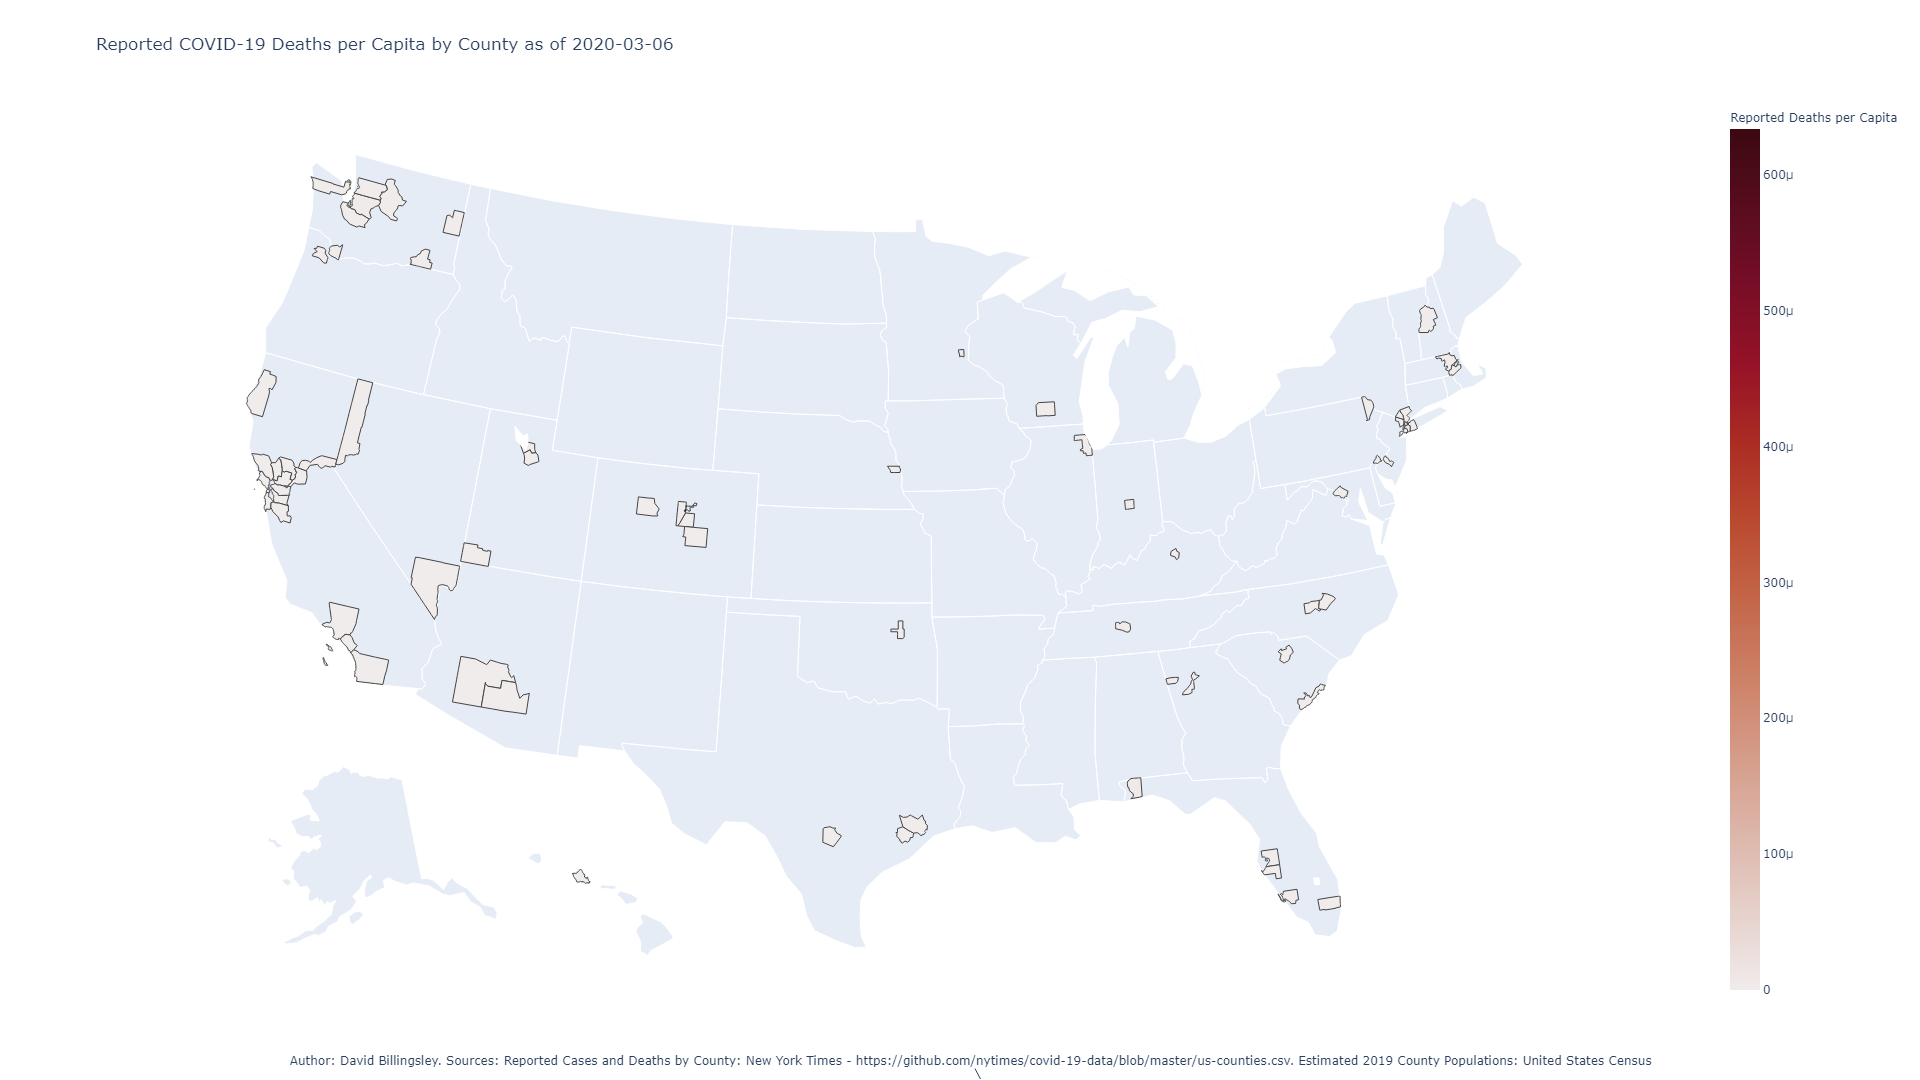 Reported COVID-19 Deaths per Capita by County as of 2020-03-06
Reported Deaths per Capita
600μ
500μ
400μ
300μ
200μ
100μ
0
Author: David Billingsley. Sources: Reported Cases and Deaths by County: New York Times - https://github.com/nytimes/covid-19-data/blob/master/us-counties.csv. Estimated 2019 County Populations: United States Census